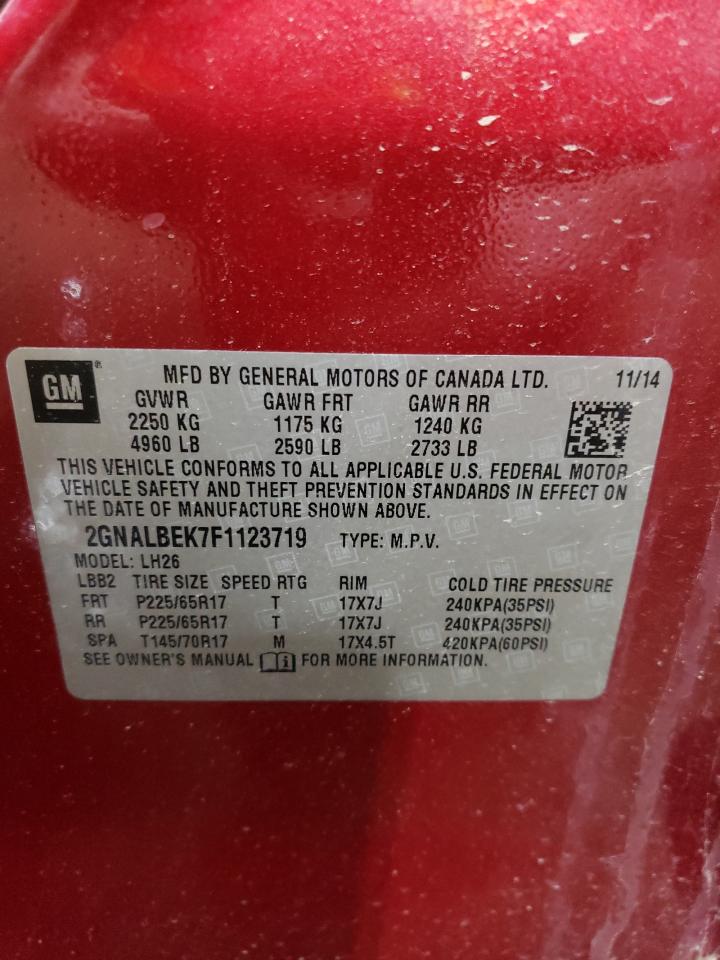 GM ® MFD BY GENERAL MOTORS OF CANADA LTD. 11/14
GVWR GAWR FRT GAWR RR
2250 KG 1175 KG 1240 KG
4960 LB 2590 LB 2733 LB
THIS VEHICLE CONFORMS TO ALL APPLICABLE U.S. FEDERAL MOTOR
VEHICLE SAFETY AND THEFT PREVENTION STANDARDS IN EFFECT ON
THE DATE OF MANUFACTURE SHOWN ABOVE.
2GNALBEK7F1123719 TYPE: M.P.V.
MODEL: LH26
LBB2 TIRE SIZE SPEED RTG RIM COLD TIRE PRESSURE
FRT P225/65R17 T 17X7J 240KPA(35PSI)
RR P225/65R17 T 17X7J 240KPA(35PSI)
SPA T145/70R17 M 17X4.5T 420KPA(60PSI)
SEE OWNER'S MANUAL FOR MORE INFORMATION.